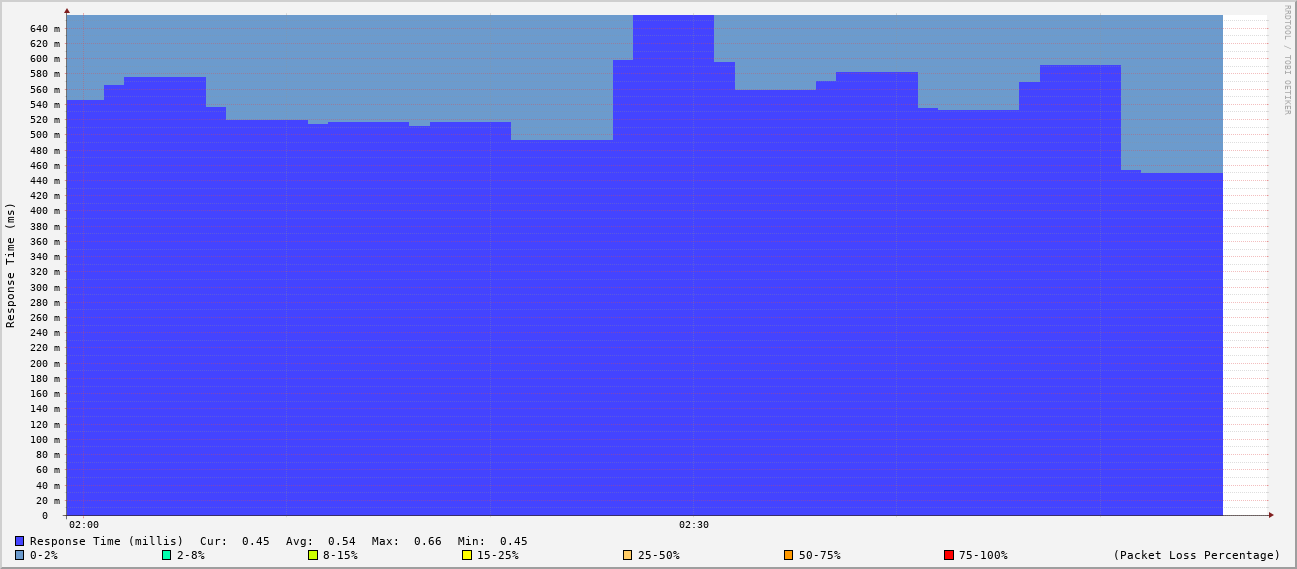 RRDTOOL / TOBI OETIKER
Response Time (ms)
640 m
620 m
600 m
580 m
560 m
540 m
520 m
500 m
480 m
460 m
440 m
420 m
400 m
380 m
360 m
340 m
320 m
300 m
280 m
260 m
240 m
220 m
200 m
180 m
160 m
140 m
120 m
100 m
80 m
60 m
40 m
20 m
0
02:00 02:30
Response Time (millis) Cur: 0.45 Avg: 0.54 Max: 0.66 Min: 0.45
0-2% 2-8% 8-15% 15-25% 25-50% 50-75% 75-100% (Packet Loss Percentage)